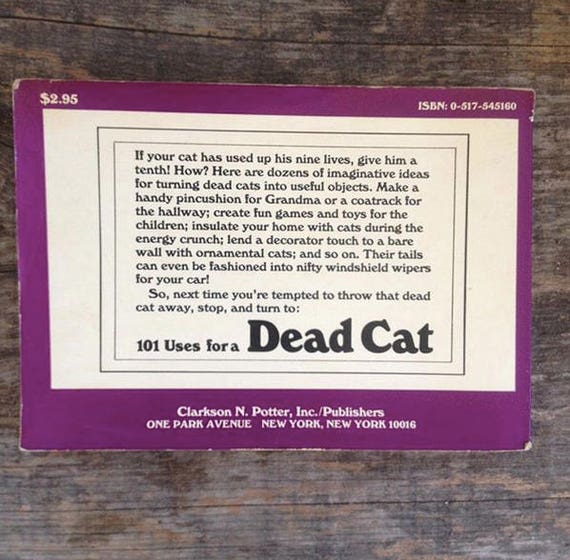 $2.95
ISBN: 0-517-545160
If your cat has used up his nine lives, give him a
tenth! How? Here are dozens of imaginative ideas
for turning dead cats into useful objects. Make a
handy pincushion for Grandma or a coatrack for
the hallway; create fun games and toys for the
children; insulate your home with cats during the
energy crunch; lend a decorator touch to a bare
wall with ornamental cats; and so on. Their tails
can even be fashioned into nifty windshield wipers
for your car!
So, next time you're tempted to throw that dead
cat away, stop, and turn to:
101 Uses for a Dead Cat
Clarkson N. Potter, Inc./Publishers
ONE PARK AVENUE NEW YORK, NEW YORK 10016